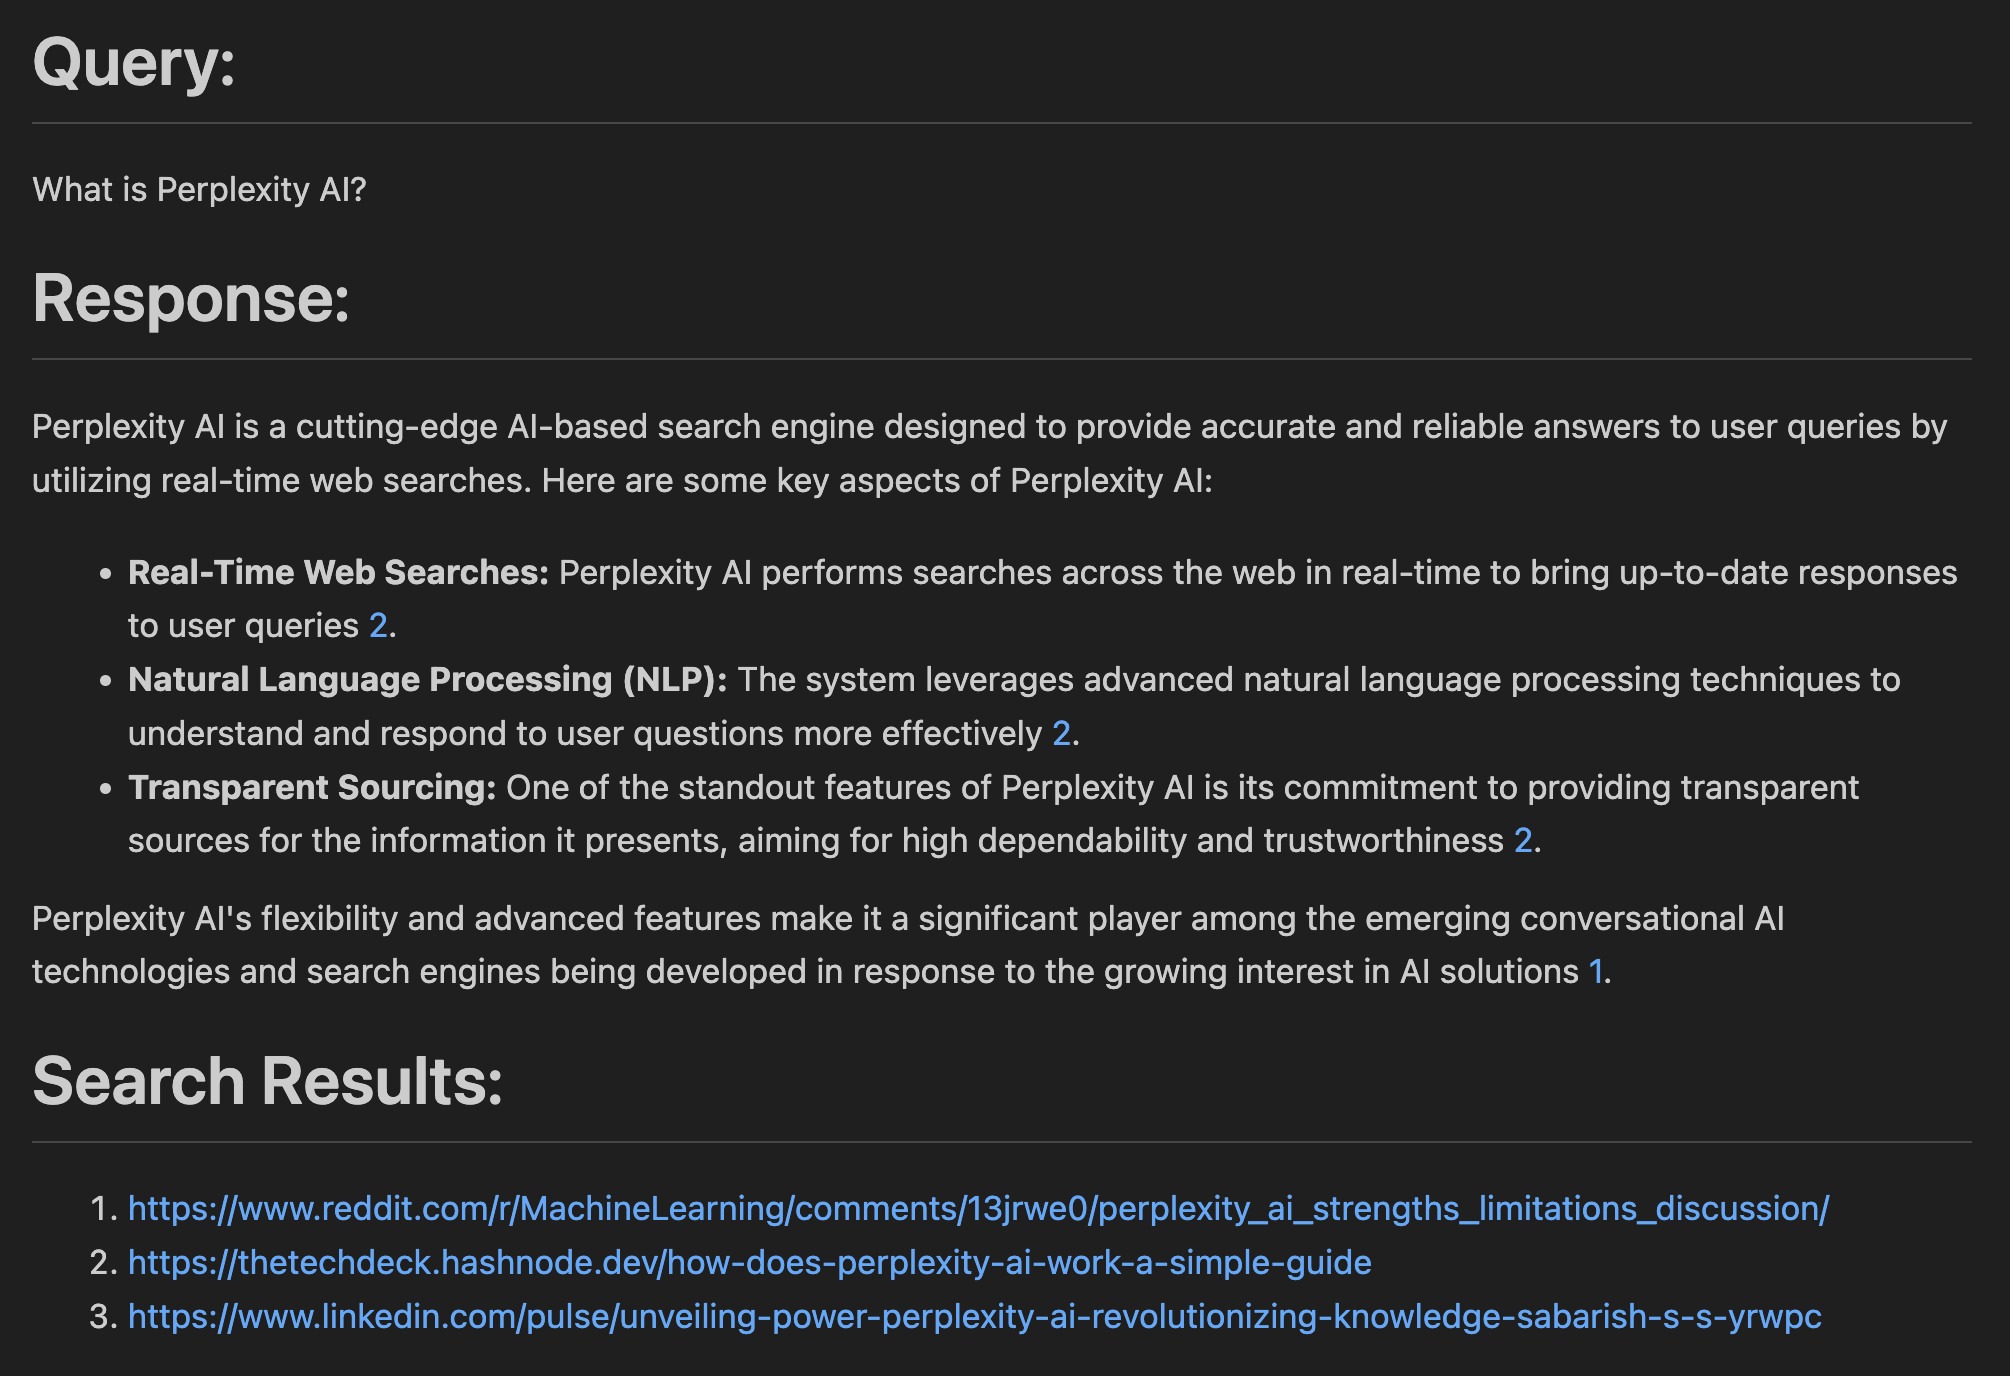 Query:
What is Perplexity AI?
Response:
Perplexity AI is a cutting-edge AI-based search engine designed to provide accurate and reliable answers to user queries by
utilizing real-time web searches. Here are some key aspects of Perplexity AI:
• Real-Time Web Searches: Perplexity AI performs searches across the web in real-time to bring up-to-date responses
to user queries 2.
• Natural Language Processing (NLP): The system leverages advanced natural language processing techniques to
understand and respond to user questions more effectively 2.
• Transparent Sourcing: One of the standout features of Perplexity AI is its commitment to providing transparent
sources for the information it presents, aiming for high dependability and trustworthiness 2.
Perplexity AI's flexibility and advanced features make it a significant player among the emerging conversational AI
technologies and search engines being developed in response to the growing interest in AI solutions 1.
Search Results:
1. https://www.reddit.com/r/MachineLearning/comments/13jrwe0/perplexity_ai_strengths_limitations_discussion/
2. https://thetechdeck.hashnode.dev/how-does-perplexity-ai-work-a-simple-guide
3. https://www.linkedin.com/pulse/unveiling-power-perplexity-ai-revolutionizing-knowledge-sabarish-s-s-yrwpc